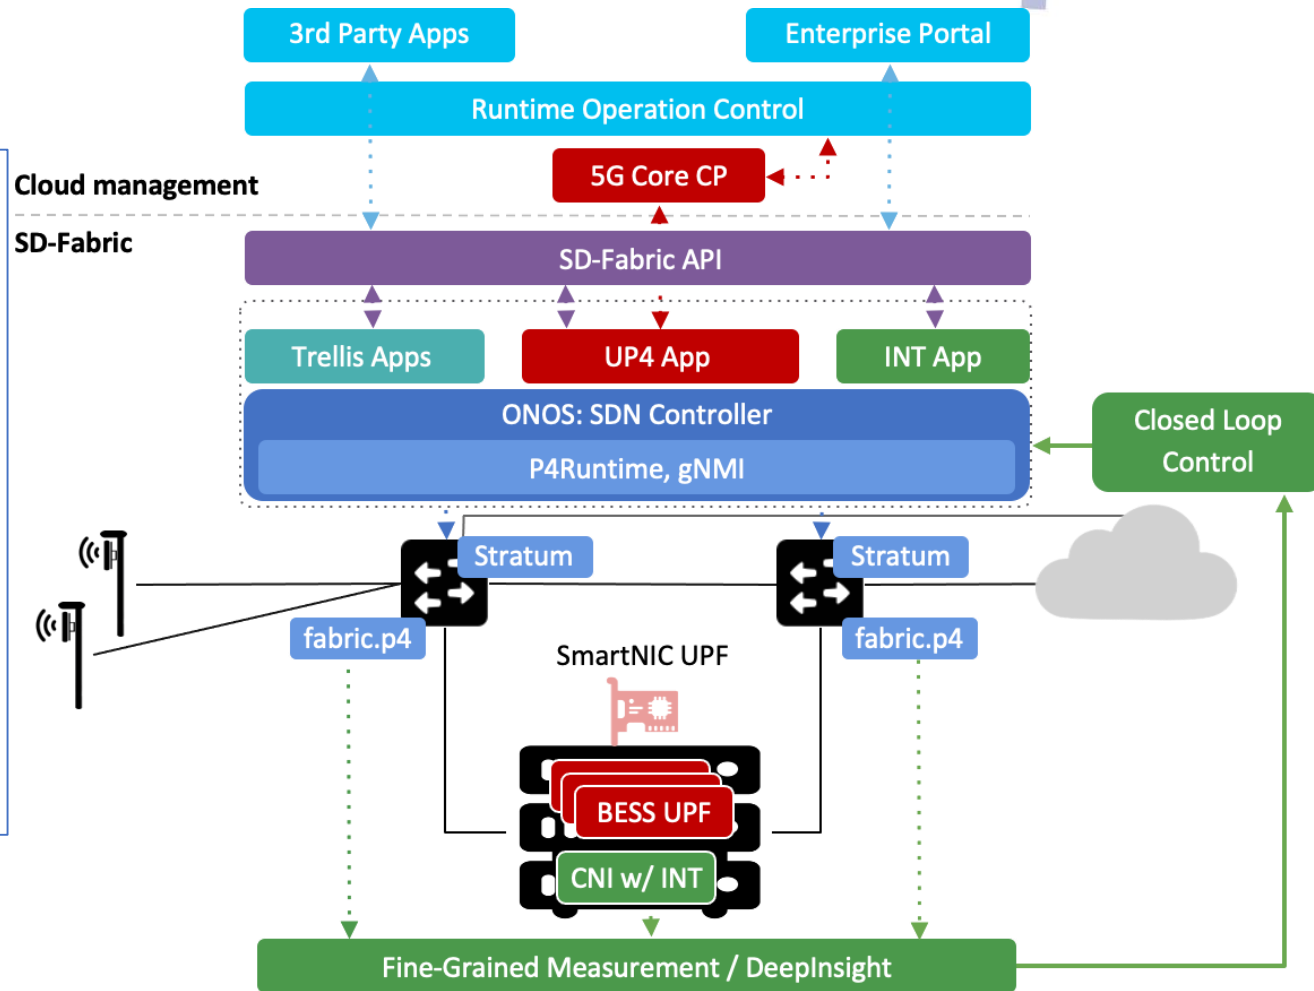 3rd Party Apps
Enterprise Portal
Runtime Operation Control
5G Core CP
Cloud management
SD-Fabric
SD-Fabric API
Trellis Apps
UP4 App
INT App
ONOS: SDN Controller
P4Runtime, gNMI
Closed Loop
Control
Stratum
Stratum
fabric.p4
fabric.p4
SmartNIC UPF
BESS UPF
CNI w/ INT
Fine-Grained Measurement / DeepInsight